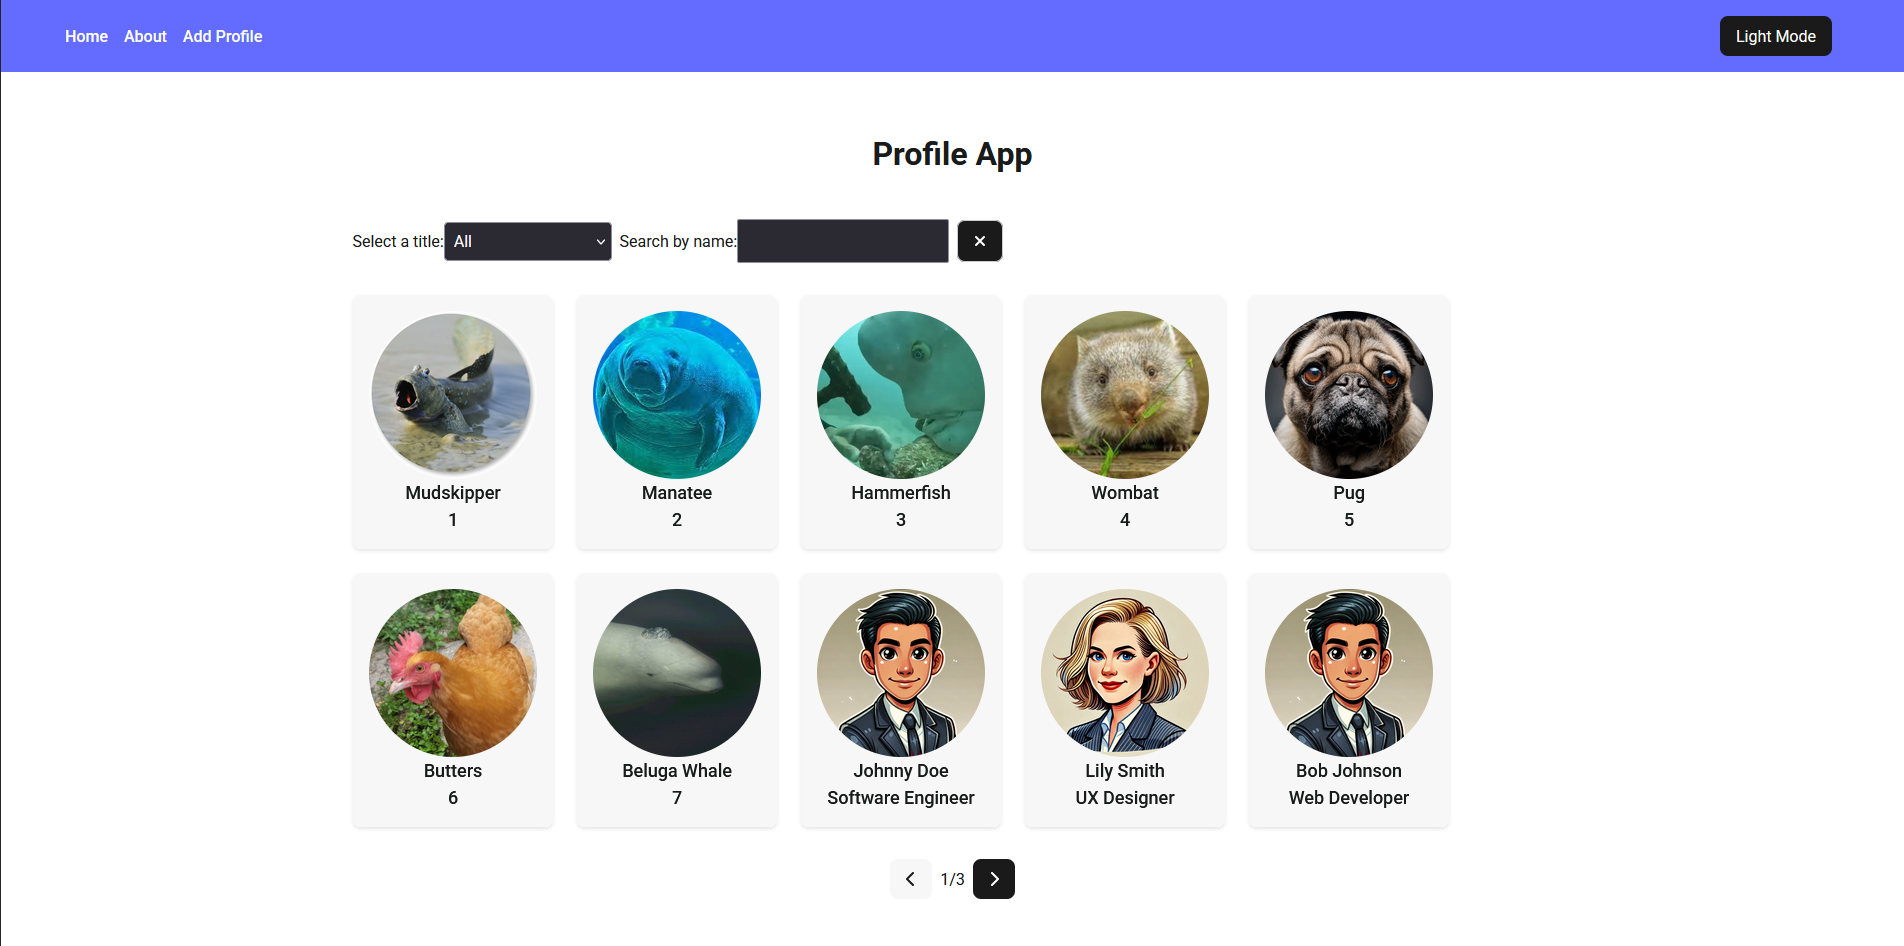 Home About Add Profile Light Mode
Profile App
Select a title: All Search by name:
Mudskipper Manatee Hammerfish Wombat Pug
1 2 3 4 5
Butters Beluga Whale Johnny Doe Lily Smith Bob Johnson
6 7 Software Engineer UX Designer Web Developer
1/3